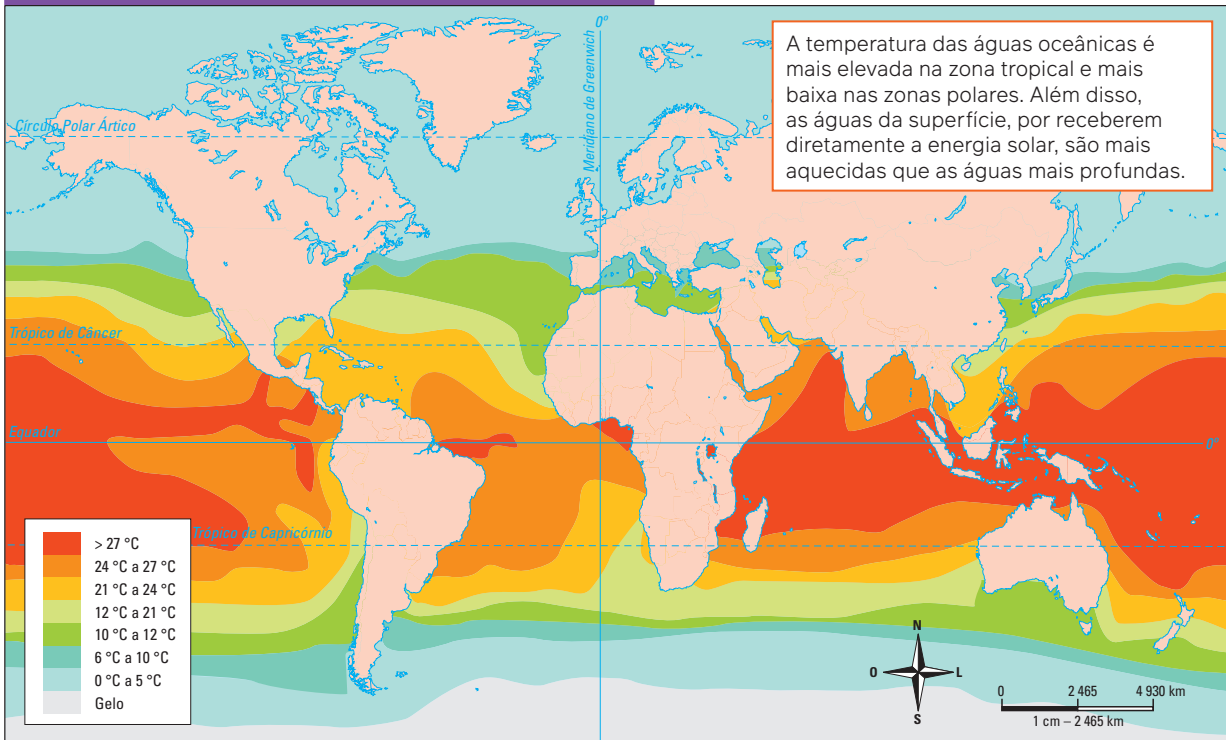 0°
Meridiano de Greenwich
A temperatura das águas oceânicas é
mais elevada na zona tropical e mais
baixa nas zonas polares. Além disso,
as águas da superfície, por receberem
diretamente a energia solar, são mais
aquecidas que as águas mais profundas.
Círculo Polar Ártico
Trópico de Câncer
Equador
0°
Trópico de Capricórnio
> 27 °C
24 °C a 27 °C
21 °C a 24 °C
12 °C a 21 °C
10 °C a 12 °C
6 °C a 10 °C
0 °C a 5 °C
Gelo
N
O
L
S
0 2 465 4 930 km
1 cm – 2 465 km